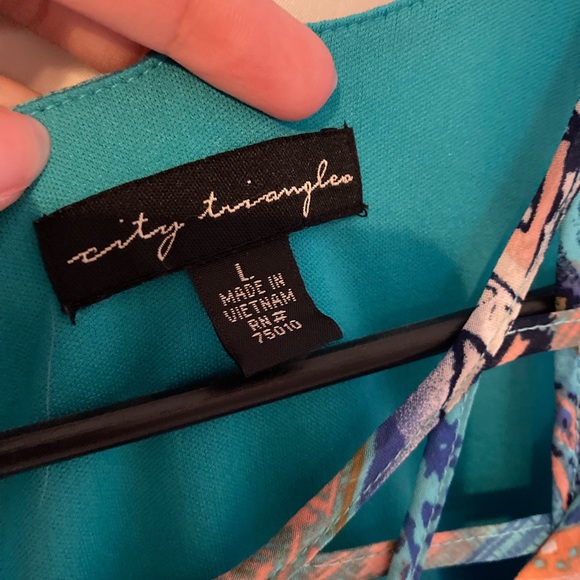 city triangles
L.
MADE IN
VIETNAM
RN#
75010